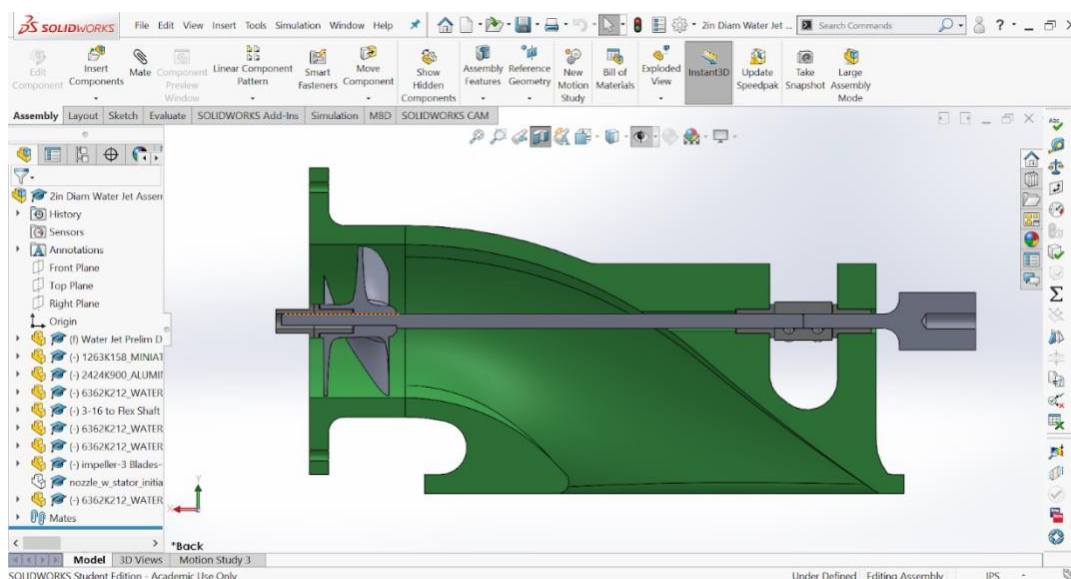 SOLIDWORKS File Edit View Insert Tools Simulation Window Help 2in Diam Water Jet ... Search Commands ?
Edit Component
Insert Components
Mate
Component Preview Window
Linear Component Pattern
Smart Fasteners
Move Component
Show Hidden Components
Assembly Features
Reference Geometry
New Motion Study
Bill of Materials
Exploded View
Instant3D
Update Speedpak
Take Snapshot
Large Assembly Mode
Assembly Layout Sketch Evaluate SOLIDWORKS Add-Ins Simulation MBD SOLIDWORKS CAM
2in Diam Water Jet Assen
History
Sensors
Annotations
Front Plane
Top Plane
Right Plane
Origin
(f) Water Jet Prelim D
(-) 1263K158_MINIAT
(-) 2424K900_ALUMII
(-) 6362K212_WATER
(-) 3-16 to Flex Shaft
(-) 6362K212_WATER
(-) 6362K212_WATER
(-) impeller-3 Blades-
nozzle_w_stator_initia
(-) 6362K212_WATER
Mates
*Back
Model 3D Views Motion Study 3
SOLIDWORKS Student Edition - Academic Use Only Under Defined Editing Assembly IPS -